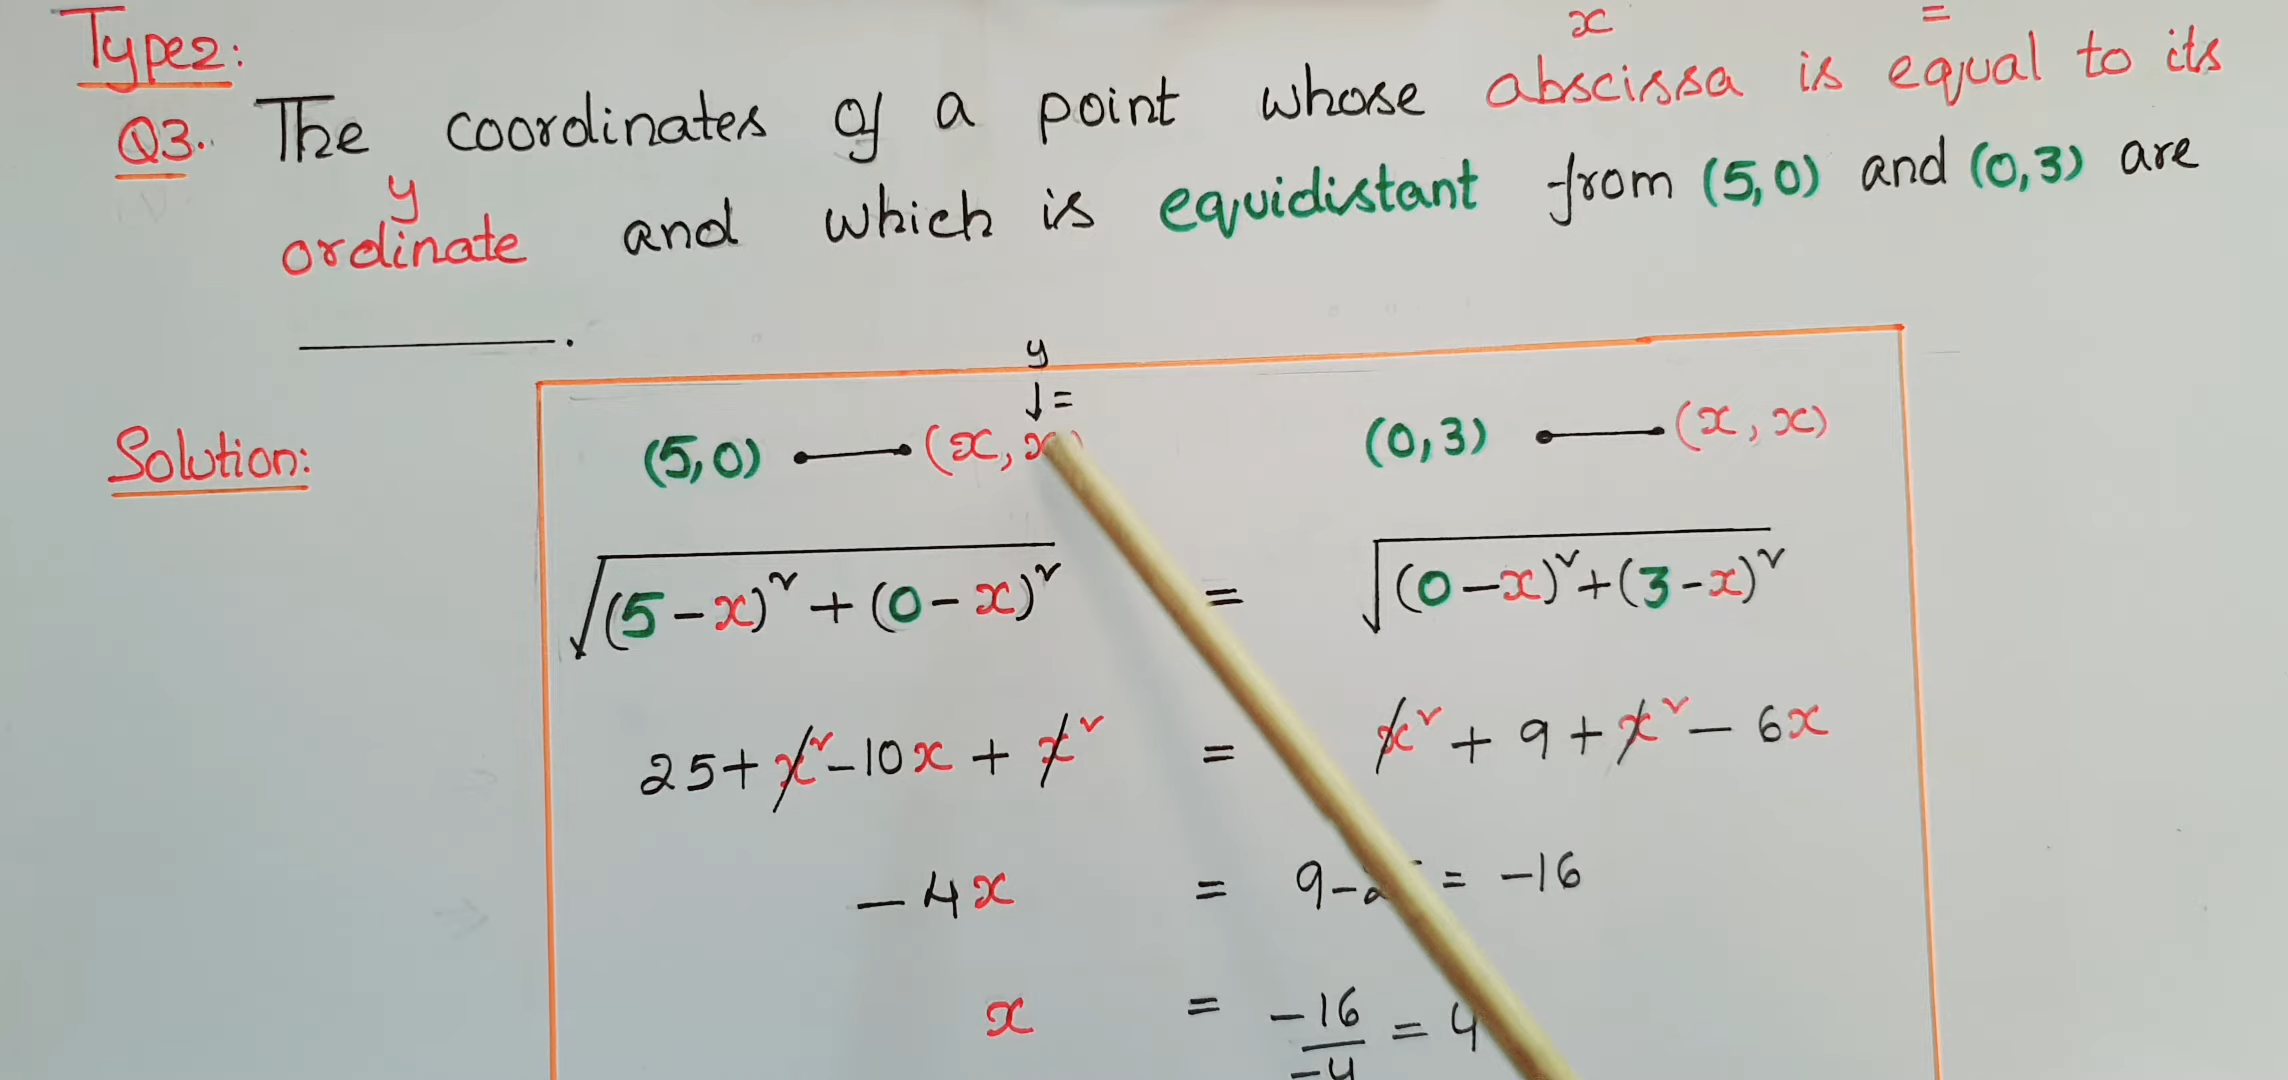 Type2:
x =
Q3. The coordinates of a point whose abscissa is equal to its
y
ordinate and which is equidistant from (5,0) and (0,3) are
________.
y
↓=
Solution: (5,0) •——• (x, x) (0,3) •——• (x, x)
√((5-x)² + (0-x)²) = √((0-x)²+(3-x)²)
25+x²-10x + x² = x² + 9 + x² - 6x
-4x = 9- = -16
x = -16/-4 = 4